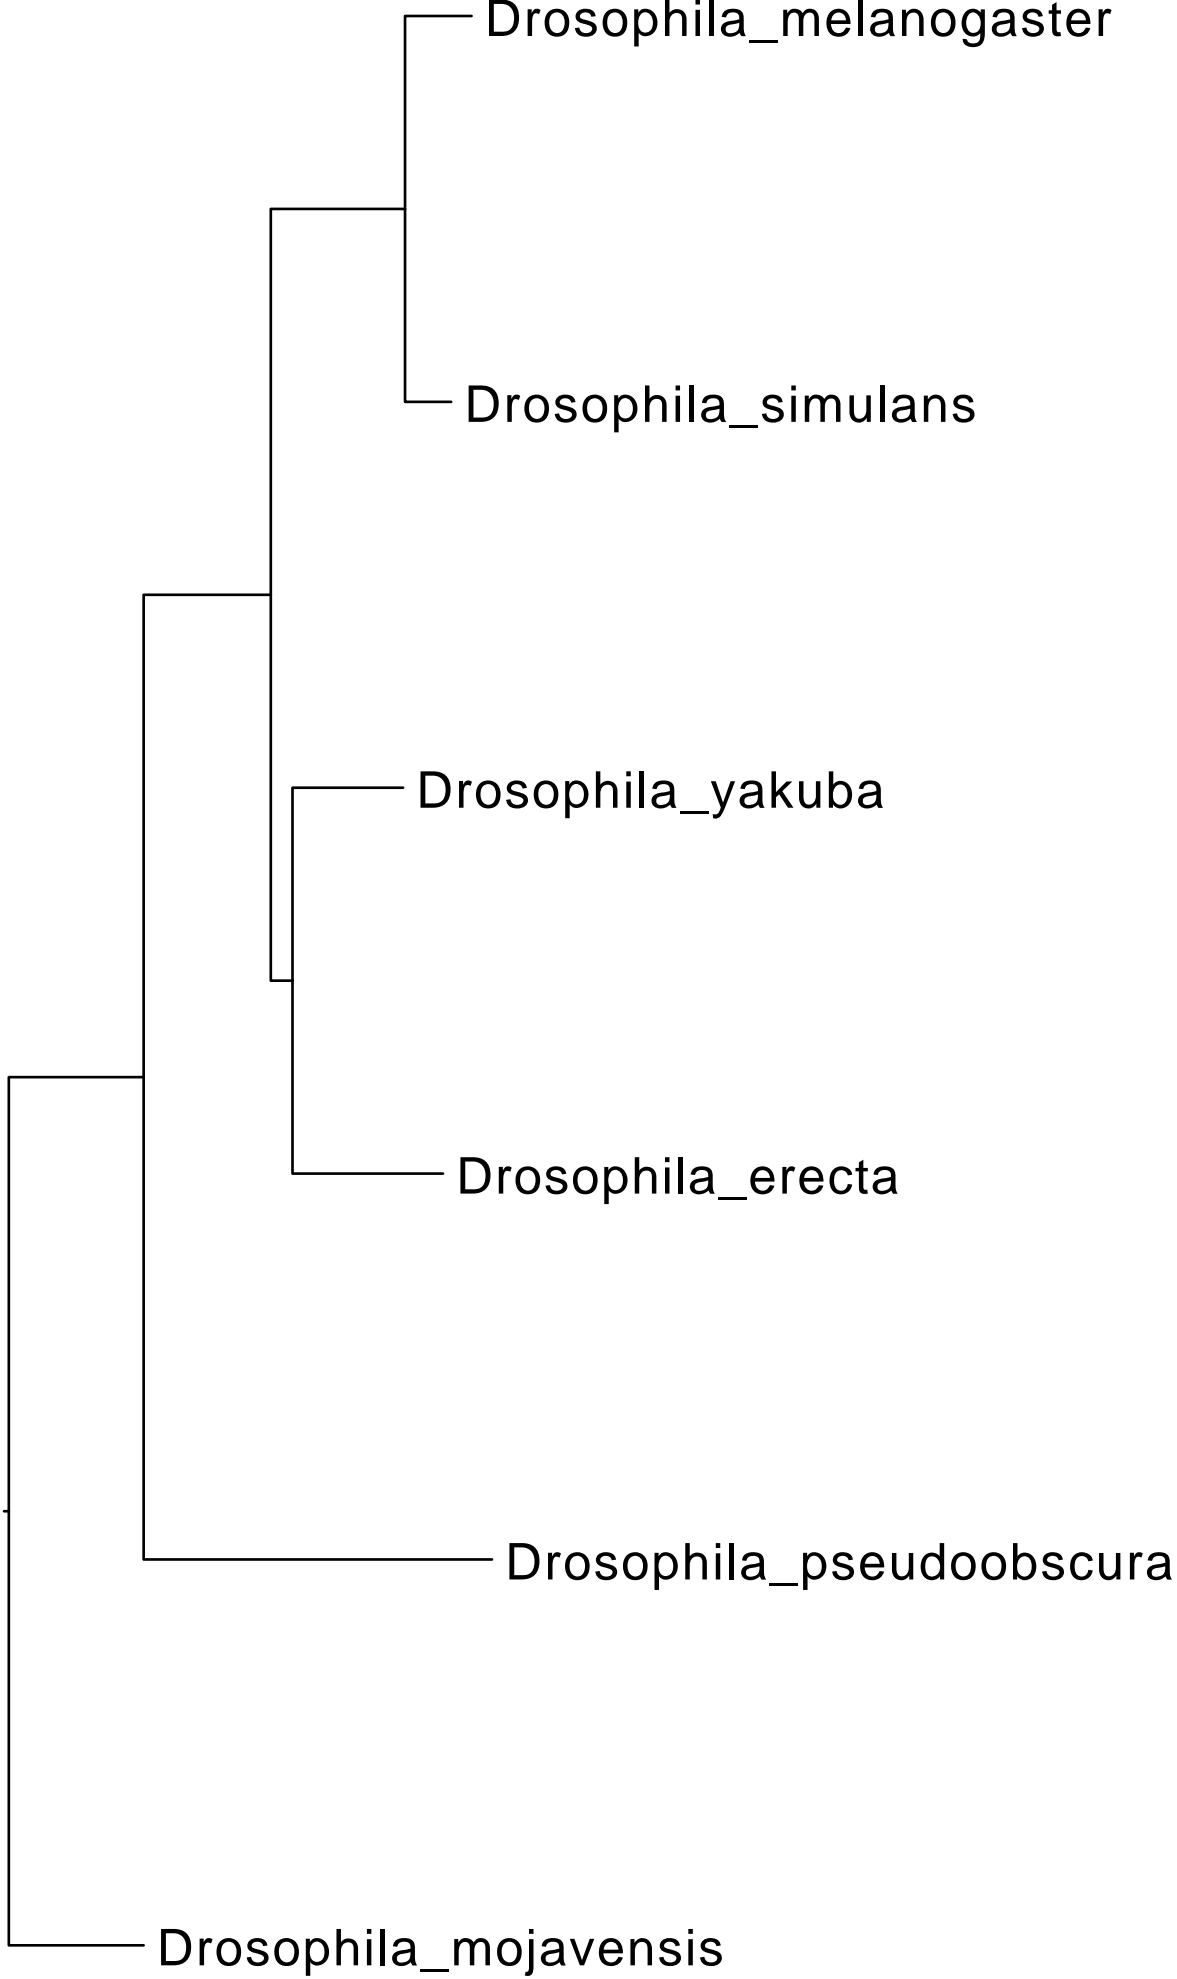 Drosophila_melanogaster
Drosophila_simulans
Drosophila_yakuba
Drosophila_erecta
Drosophila_pseudoobscura
Drosophila_mojavensis